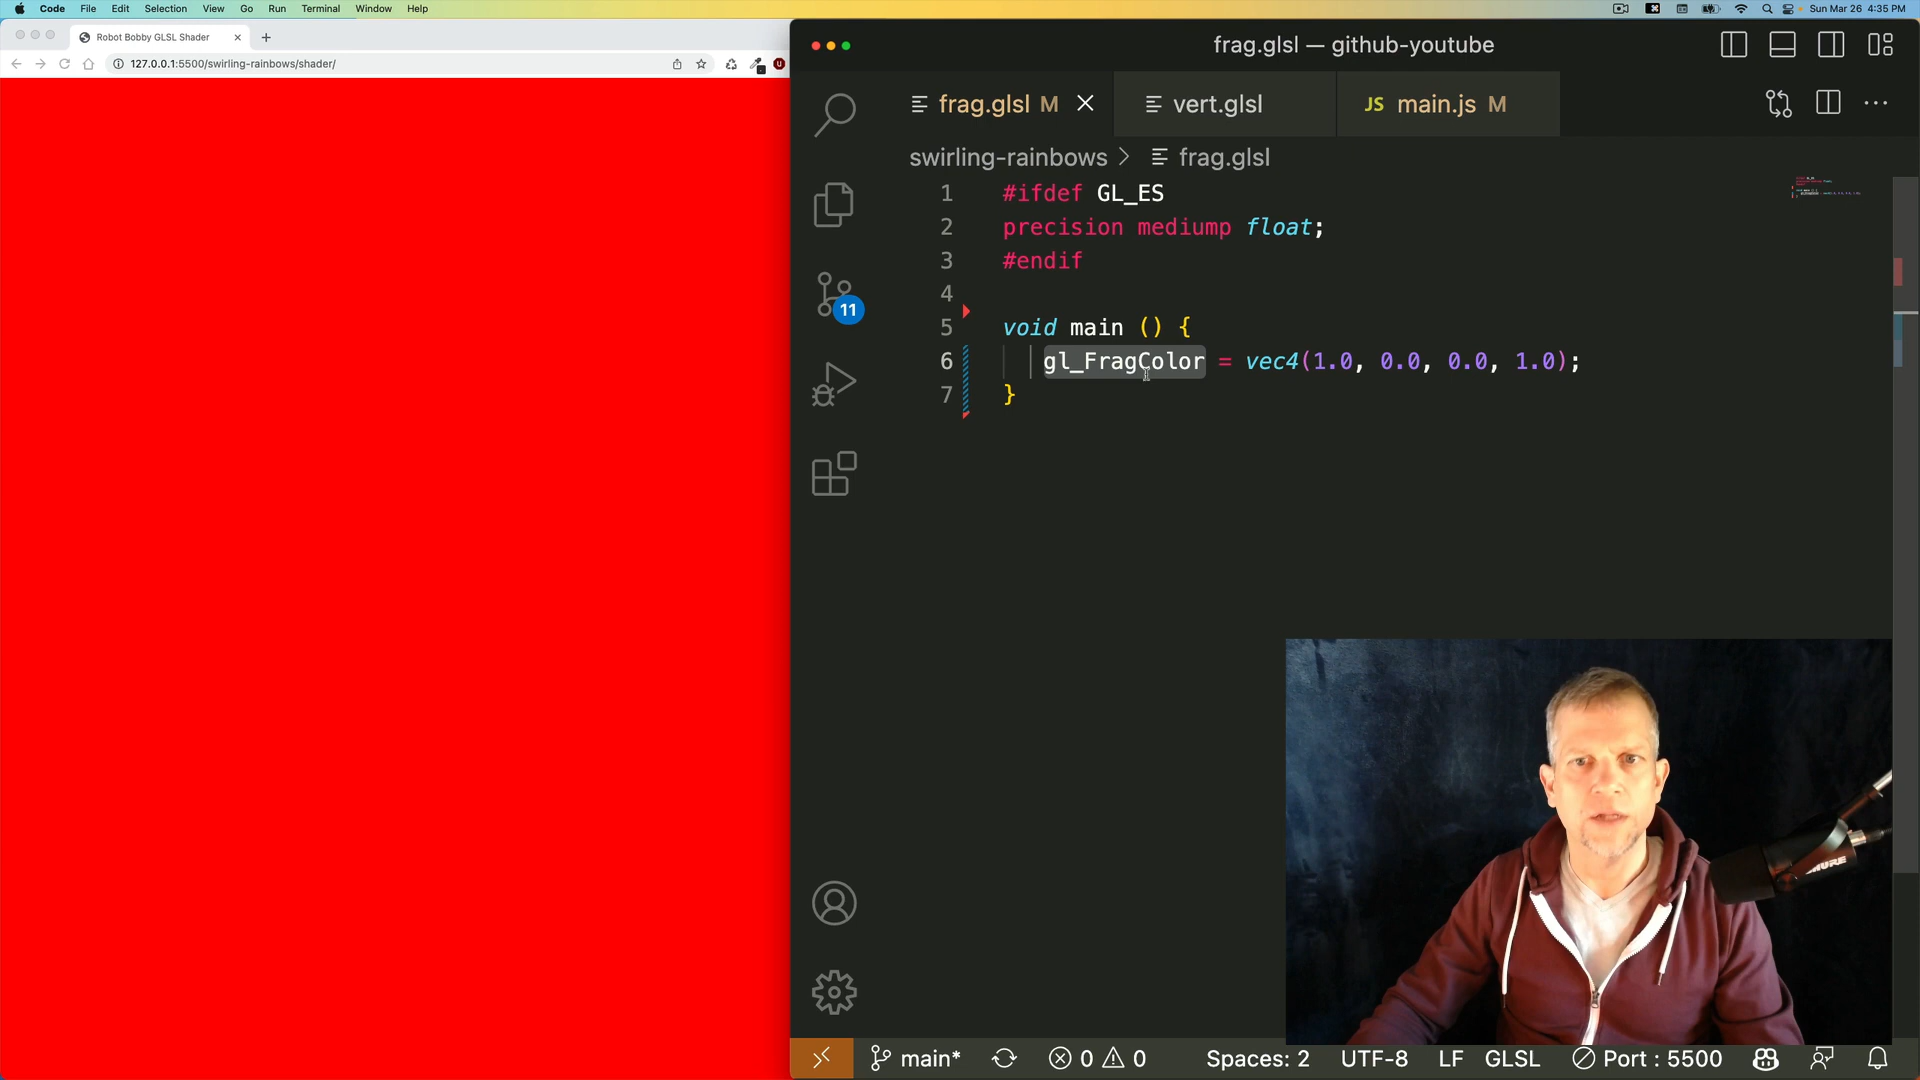 Code File Edit Selection View Go Run Terminal Window Help
Sun Mar 26 4:35 PM
Robot Bobby GLSL Shader
127.0.0.1:5500/swirling-rainbows/shader/
frag.glsl — github-youtube
frag.glsl M
vert.glsl
JS main.js M
swirling-rainbows > frag.glsl
1 #ifdef GL_ES
2 precision mediump float;
3 #endif
4
5 void main () {
6 gl_FragColor = vec4(1.0, 0.0, 0.0, 1.0);
7 }
11
SHURE
main* 0 0 Spaces: 2 UTF-8 LF GLSL Port : 5500